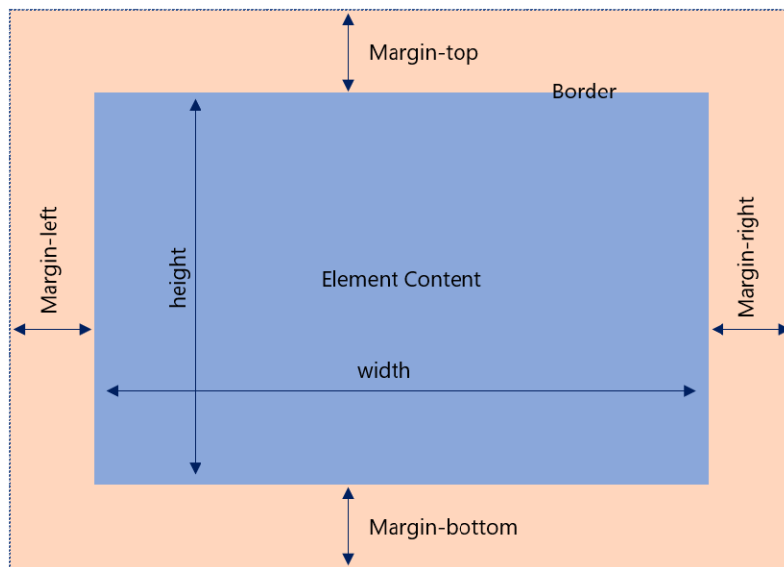 Margin-top
Border
Margin-left
height
Element Content
Margin-right
width
Margin-bottom